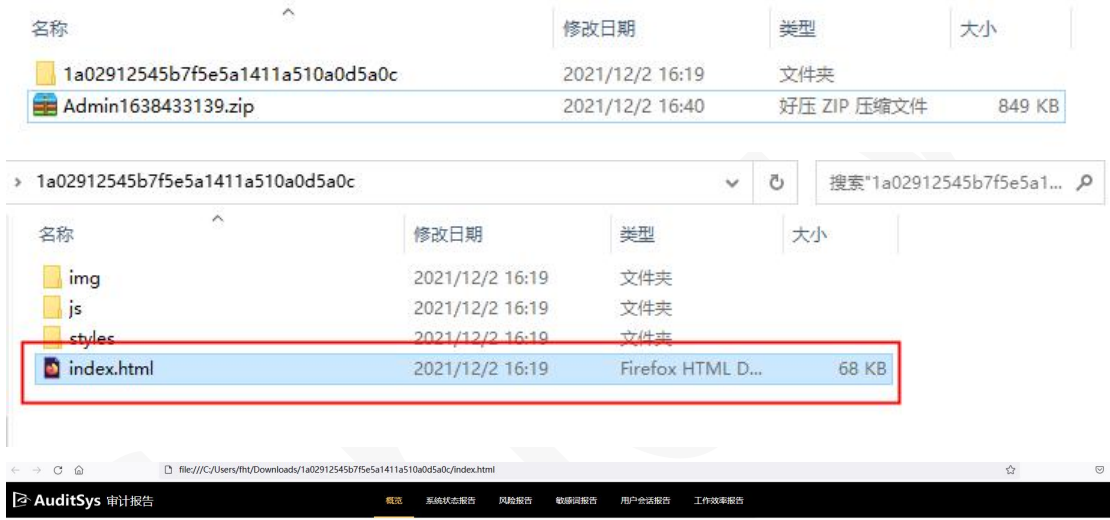 名称 修改日期 类型 大小
1a02912545b7f5e5a1411a510a0d5a0c 2021/12/2 16:19 文件夹
Admin1638433139.zip 2021/12/2 16:40 好压 ZIP 压缩文件 849 KB
1a02912545b7f5e5a1411a510a0d5a0c 搜索"1a02912545b7f5e5a1...
名称 修改日期 类型 大小
img 2021/12/2 16:19 文件夹
js 2021/12/2 16:19 文件夹
styles 2021/12/2 16:19 文件夹
index.html 2021/12/2 16:19 Firefox HTML D... 68 KB
file:///C:/Users/fht/Downloads/1a02912545b7f5e5a1411a510a0d5a0c/index.html
AuditSys 审计报告 概览 系统状态报告 风险报告 敏感词报告 用户会话报告 工作效率报告